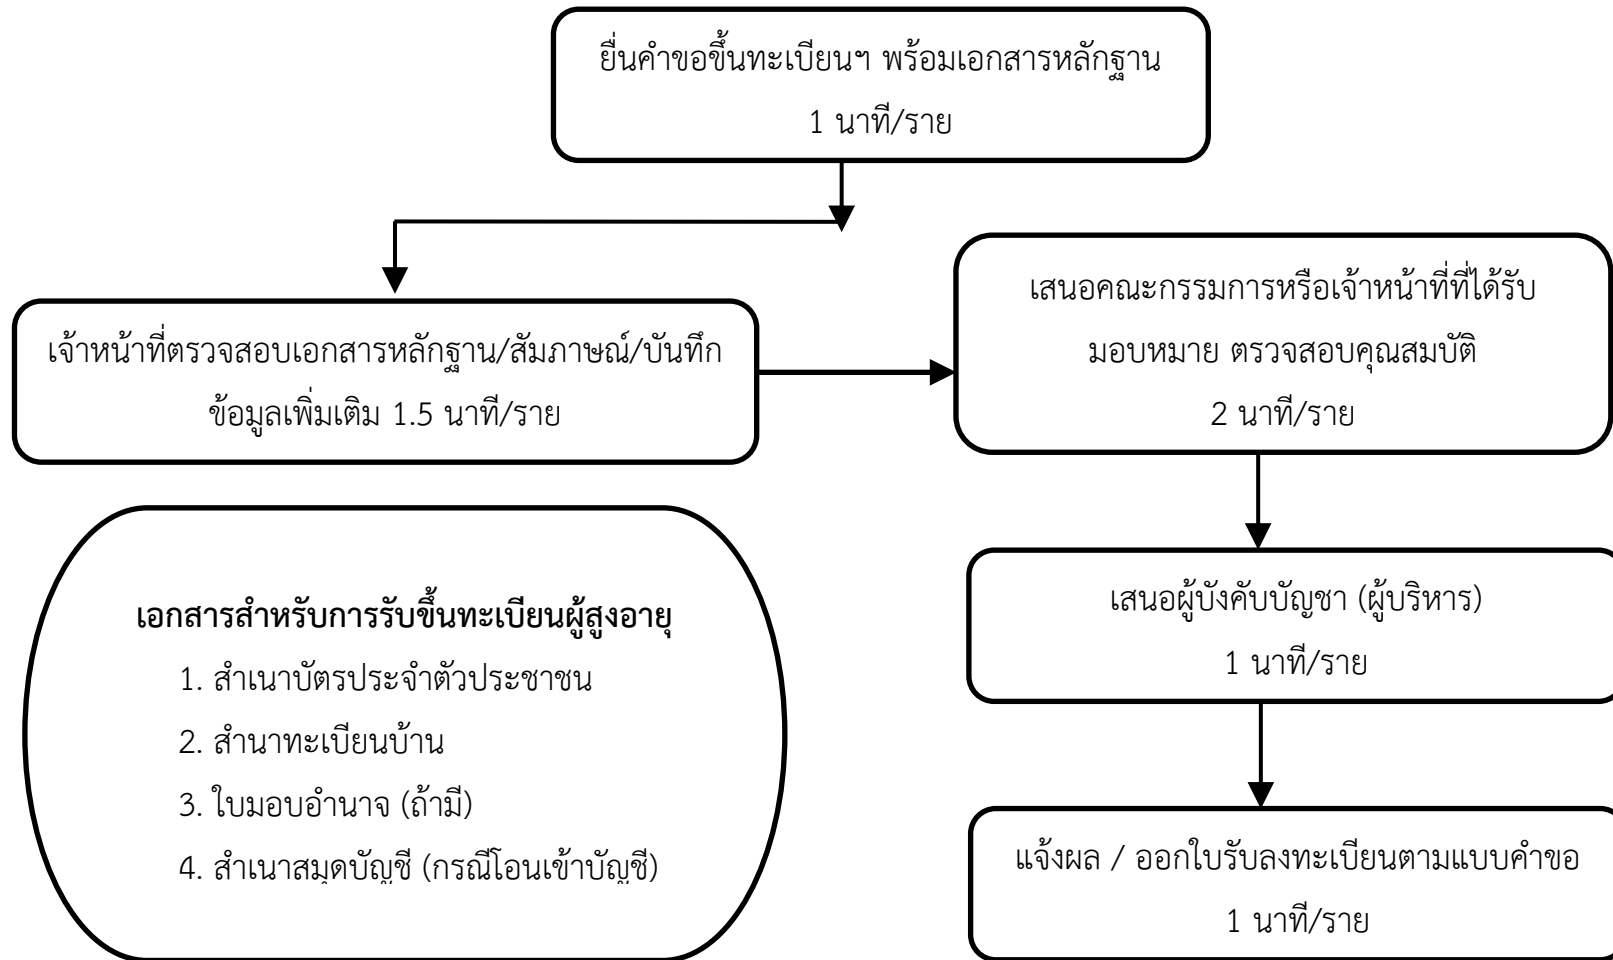 ยื่นคำขอขึ้นทะเบียนฯ พร้อมเอกสารหลักฐาน
1 นาที/ราย
เจ้าหน้าที่ตรวจสอบเอกสารหลักฐาน/สัมภาษณ์/บันทึก
ข้อมูลเพิ่มเติม 1.5 นาที/ราย
เสนอคณะกรรมการหรือเจ้าหน้าที่ที่ได้รับ
มอบหมาย ตรวจสอบคุณสมบัติ
2 นาที/ราย
เสนอผู้บังคับบัญชา (ผู้บริหาร)
1 นาที/ราย
แจ้งผล / ออกใบรับลงทะเบียนตามแบบคำขอ
1 นาที/ราย
เอกสารสำหรับการรับขึ้นทะเบียนผู้สูงอายุ
1. สำเนาบัตรประจำตัวประชาชน
2. สำนาทะเบียนบ้าน
3. ใบมอบอำนาจ (ถ้ามี)
4. สำเนาสมุดบัญชี (กรณีโอนเข้าบัญชี)